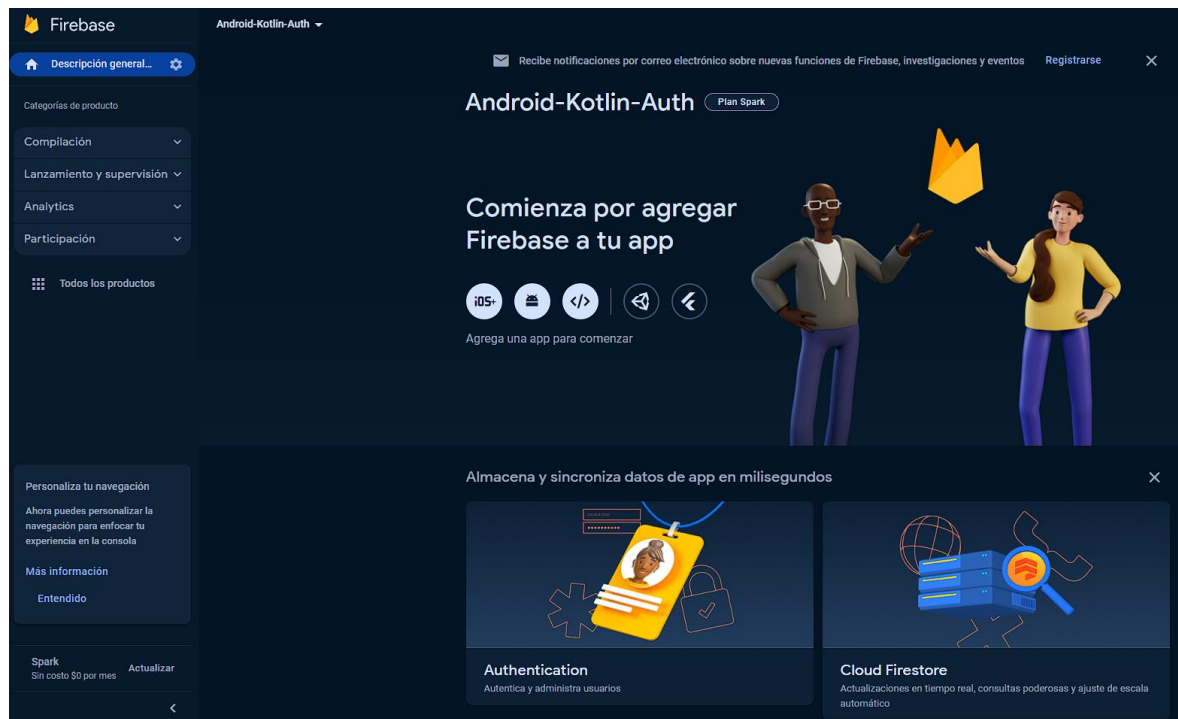 Firebase
Android-Kotlin-Auth
Descripción general...
Recibe notificaciones por correo electrónico sobre nuevas funciones de Firebase, investigaciones y eventos
Registrarse
Categorías de producto
Compilación
Lanzamiento y supervisión
Analytics
Participación
Todos los productos
Android-Kotlin-Auth
Plan Spark
Comienza por agregar
Firebase a tu app
iOS+
</>
Agrega una app para comenzar
Personaliza tu navegación
Ahora puedes personalizar la
navegación para enfocar tu
experiencia en la consola
Más información
Entendido
Spark
Sin costo $0 por mes
Actualizar
Almacena y sincroniza datos de app en milisegundos
Authentication
Autentica y administra usuarios
Cloud Firestore
Actualizaciones en tiempo real, consultas poderosas y ajuste de escala
automático